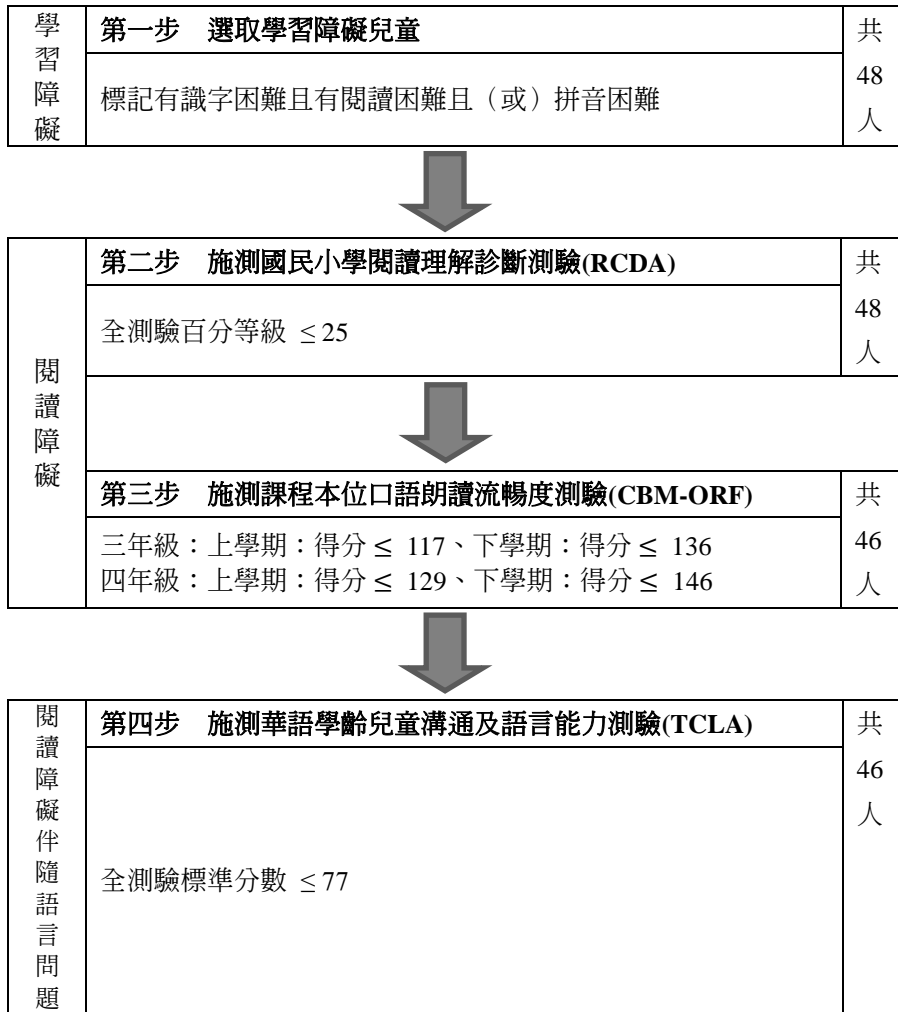 學習障礙
第一步 選取學習障礙兒童
共48人
標記有識字困難且有閱讀困難且（或）拼音困難
閱讀障礙
第二步 施測國民小學閱讀理解診斷測驗(RCDA)
共48人
全測驗百分等級 ≤ 25
第三步 施測課程本位口語朗讀流暢度測驗(CBM-ORF)
共46人
三年級：上學期：得分 ≤ 117、下學期：得分 ≤ 136
四年級：上學期：得分 ≤ 129、下學期：得分 ≤ 146
閱讀障礙伴隨語言問題
第四步 施測華語學齡兒童溝通及語言能力測驗(TCLA)
共46人
全測驗標準分數 ≤ 77